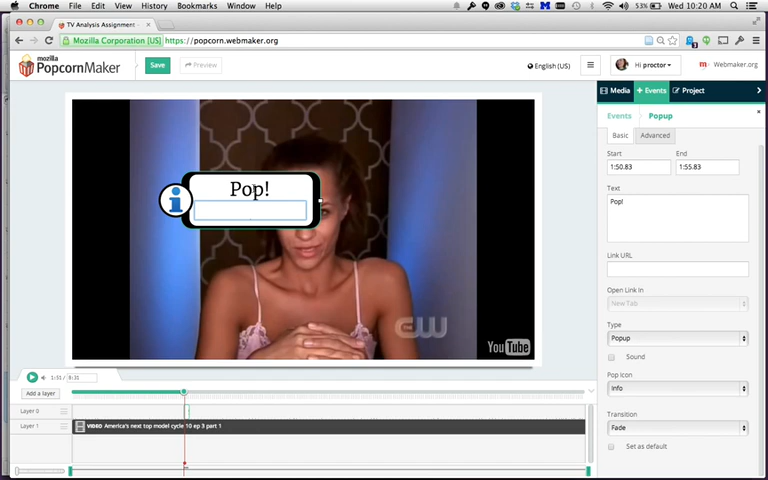 Chrome File Edit View History Bookmarks Window Help
53% Wed 10:20 AM
TV Analysis Assignment -
Mozilla Corporation [US] https://popcorn.webmaker.org
mozilla
PopcornMaker
Save
Preview
English (US)
Hi proctor
Webmaker.org
Media
+ Events
Project
Events
Popup
Basic
Advanced
Start
End
1:50.83
1:55.83
Text
Pop!
Link URL
Open Link in
New Tab
Type
Popup
Sound
Pop Icon
Info
Transition
Fade
Set as default
Pop!
CW
YouTube
1:51 / 8:31
Add a layer
Layer 0
Layer 1
VIDEO America's next top model cycle 10 ep 3 part 1